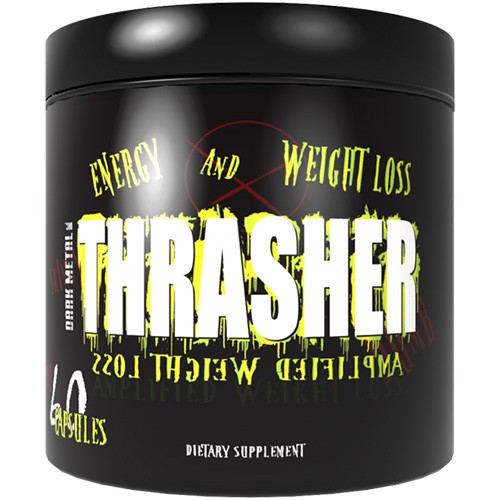 ENERGY AND WEIGHT LOSS
DARK METAL
THRASHER
AMPLIFIED WEIGHT LOSS
60
CAPSULES
DIETARY SUPPLEMENT